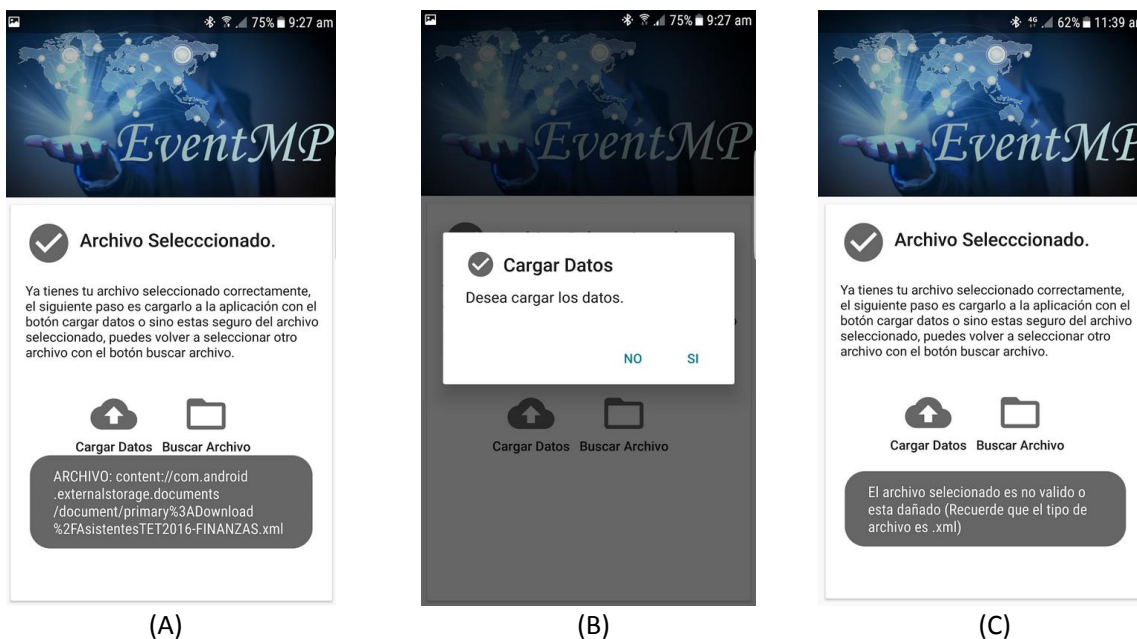 75% 9:27 am
EventMP
Archivo Selecccionado.
Ya tienes tu archivo seleccionado correctamente,
el siguiente paso es cargarlo a la aplicación con el
botón cargar datos o sino estas seguro del archivo
seleccionado, puedes volver a seleccionar otro
archivo con el botón buscar archivo.
Cargar Datos Buscar Archivo
ARCHIVO: content://com.android
.externalstorage.documents
/document/primary%3ADownload
%2FAsistentesTET2016-FINANZAS.xml
(A)
75% 9:27 am
EventMP
Cargar Datos
Desea cargar los datos.
NO SI
Cargar Datos Buscar Archivo
(B)
4G 62% 11:39 am
EventMP
Archivo Selecccionado.
Ya tienes tu archivo seleccionado correctamente,
el siguiente paso es cargarlo a la aplicación con el
botón cargar datos o sino estas seguro del archivo
seleccionado, puedes volver a seleccionar otro
archivo con el botón buscar archivo.
Cargar Datos Buscar Archivo
El archivo selecionado es no valido o
esta dañado (Recuerde que el tipo de
archivo es .xml)
(C)